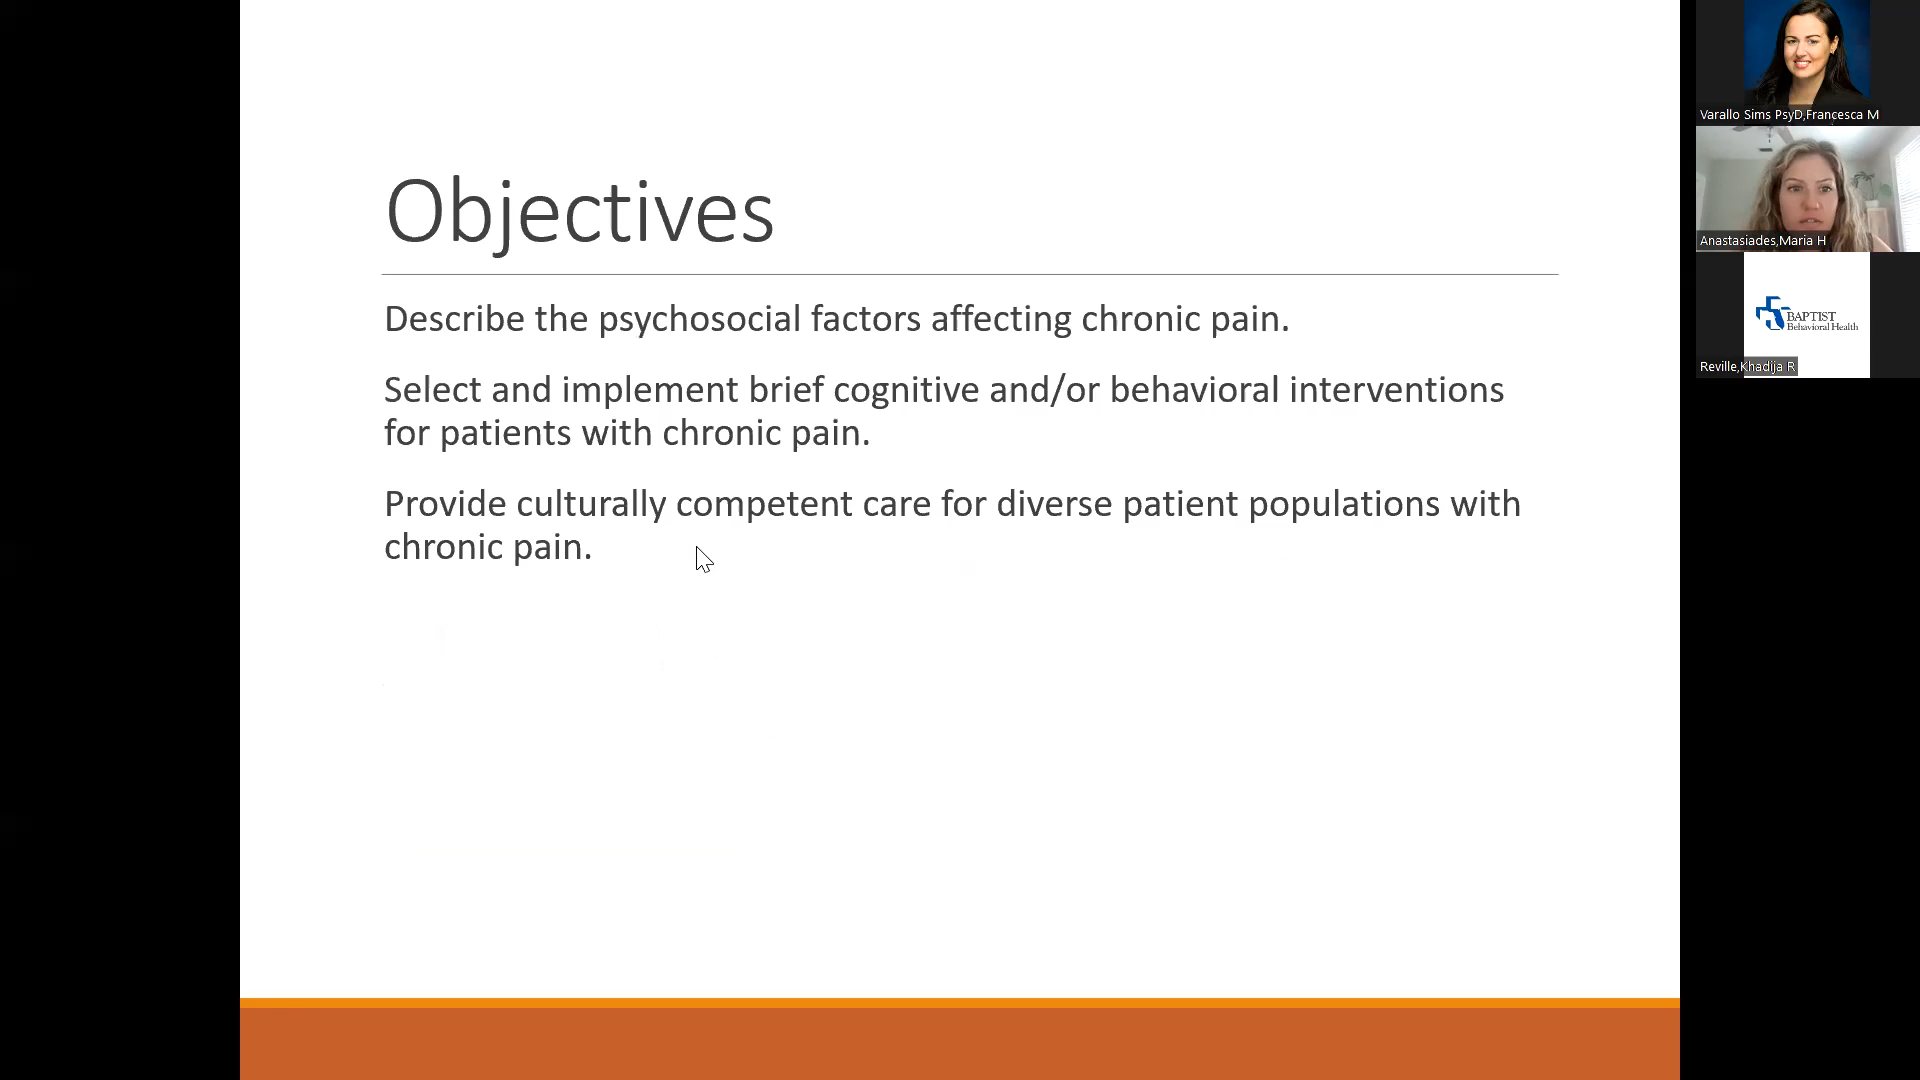 Objectives
Describe the psychosocial factors affecting chronic pain.
Select and implement brief cognitive and/or behavioral interventions
for patients with chronic pain.
Provide culturally competent care for diverse patient populations with
chronic pain.
Varallo Sims PsyD,Francesca M
Anastasiades,Maria H
BAPTIST
Behavioral Health
Reville,Khadija R